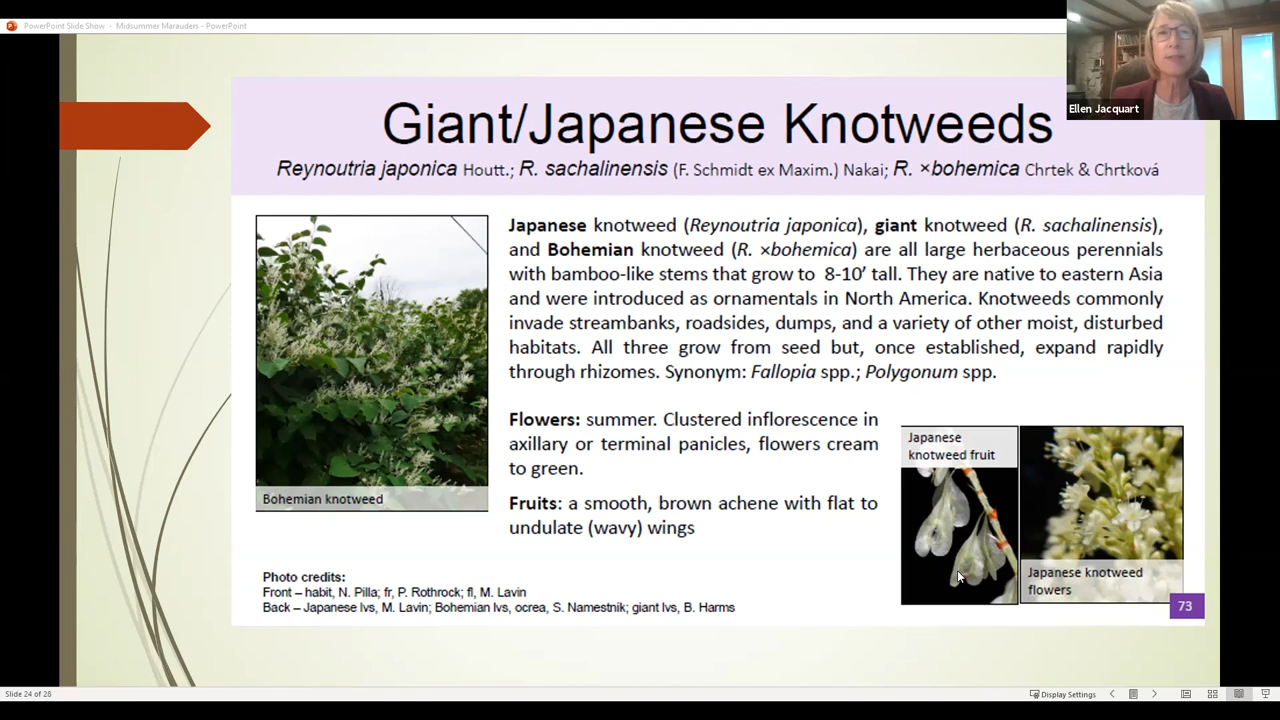 PowerPoint Slide Show - Midsummer Marauders - PowerPoint
Ellen Jacquart
Giant/Japanese Knotweeds
Reynoutria japonica Houtt.; R. sachalinensis (F. Schmidt ex Maxim.) Nakai; R. ×bohemica Chrtek & Chrtková
Japanese knotweed (Reynoutria japonica), giant knotweed (R. sachalinensis),
and Bohemian knotweed (R. ×bohemica) are all large herbaceous perennials
with bamboo-like stems that grow to 8-10’ tall. They are native to eastern Asia
and were introduced as ornamentals in North America. Knotweeds commonly
invade streambanks, roadsides, dumps, and a variety of other moist, disturbed
habitats. All three grow from seed but, once established, expand rapidly
through rhizomes. Synonym: Fallopia spp.; Polygonum spp.
Bohemian knotweed
Flowers: summer. Clustered inflorescence in
axillary or terminal panicles, flowers cream
to green.
Fruits: a smooth, brown achene with flat to
undulate (wavy) wings
Japanese
knotweed fruit
Japanese knotweed
flowers
Photo credits:
Front – habit, N. Pilla; fr, P. Rothrock; fl, M. Lavin
Back – Japanese lvs, M. Lavin; Bohemian lvs, ocrea, S. Namestnik; giant lvs, B. Harms
73
Slide 24 of 28
Display Settings